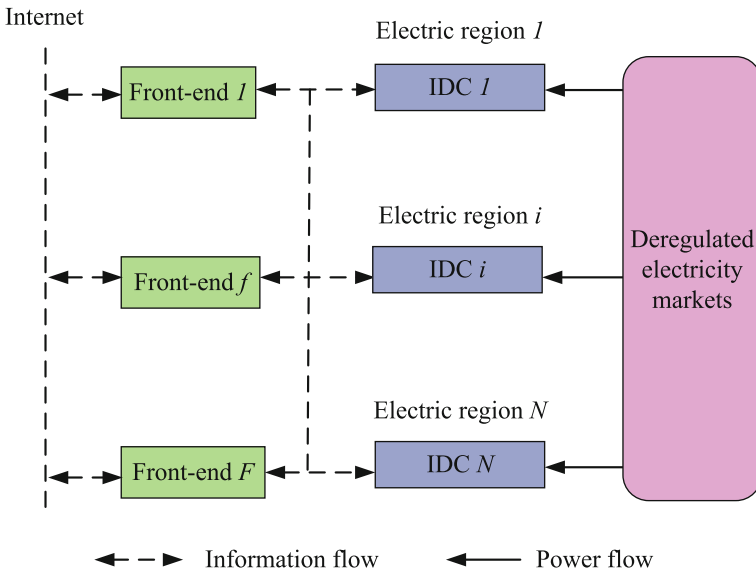 Internet
Electric region 1
Front-end 1
IDC 1
Electric region i
Front-end f
IDC i
Deregulated
electricity
markets
Electric region N
Front-end F
IDC N
Information flow
Power flow